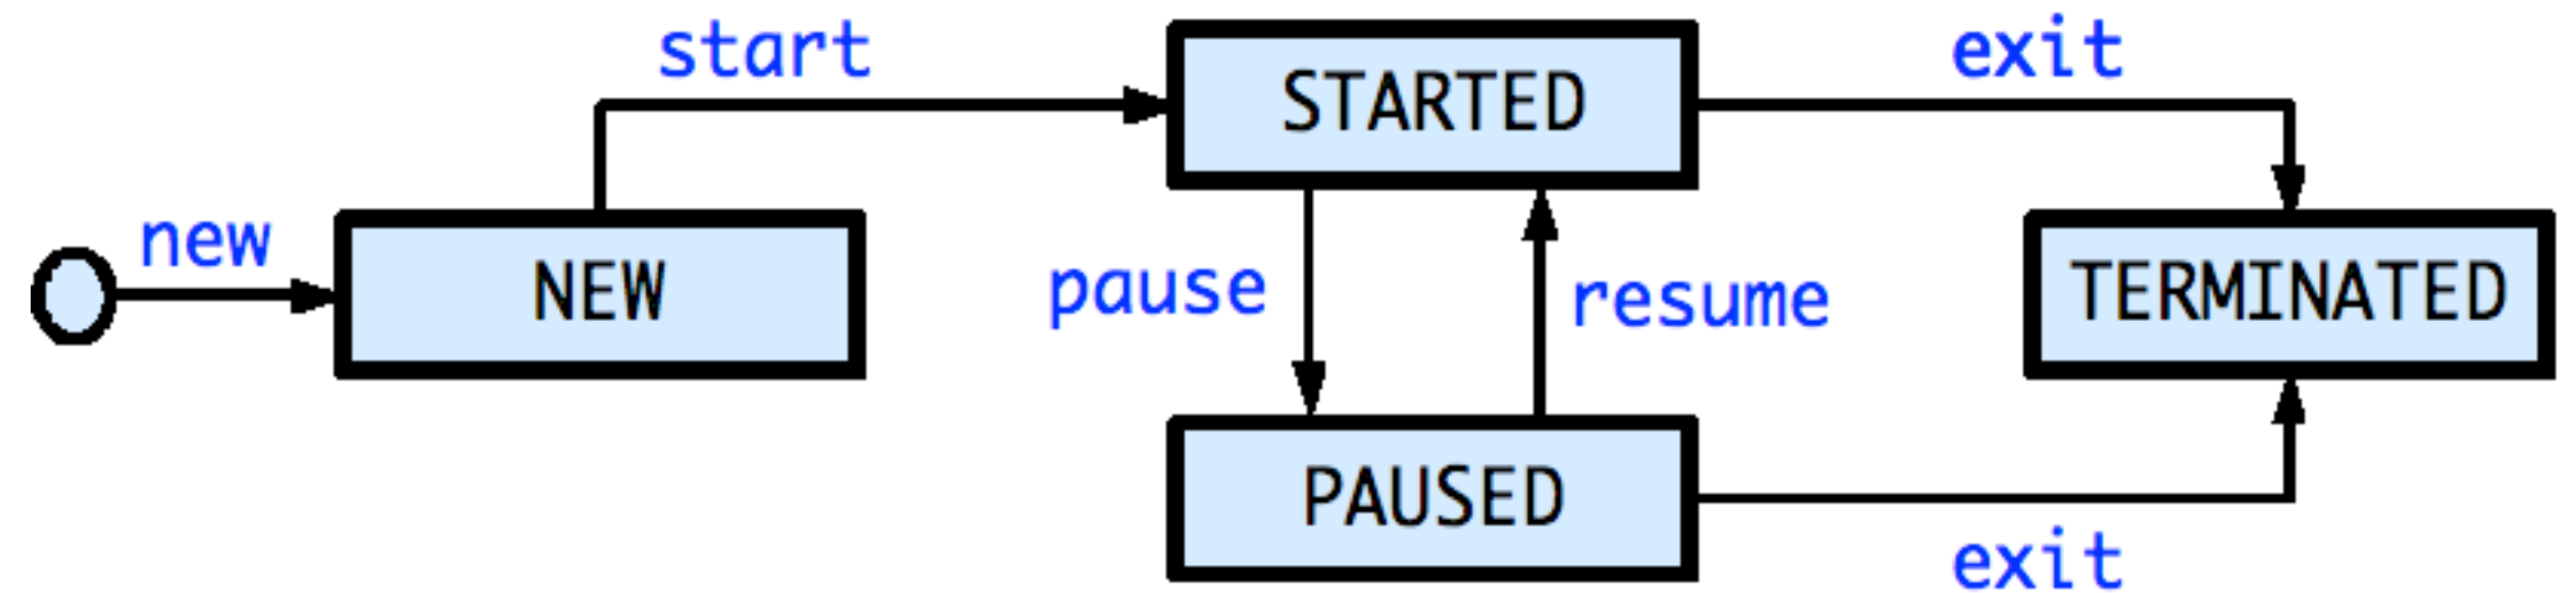 start
STARTED
exit
new
NEW
pause
resume
TERMINATED
PAUSED
exit